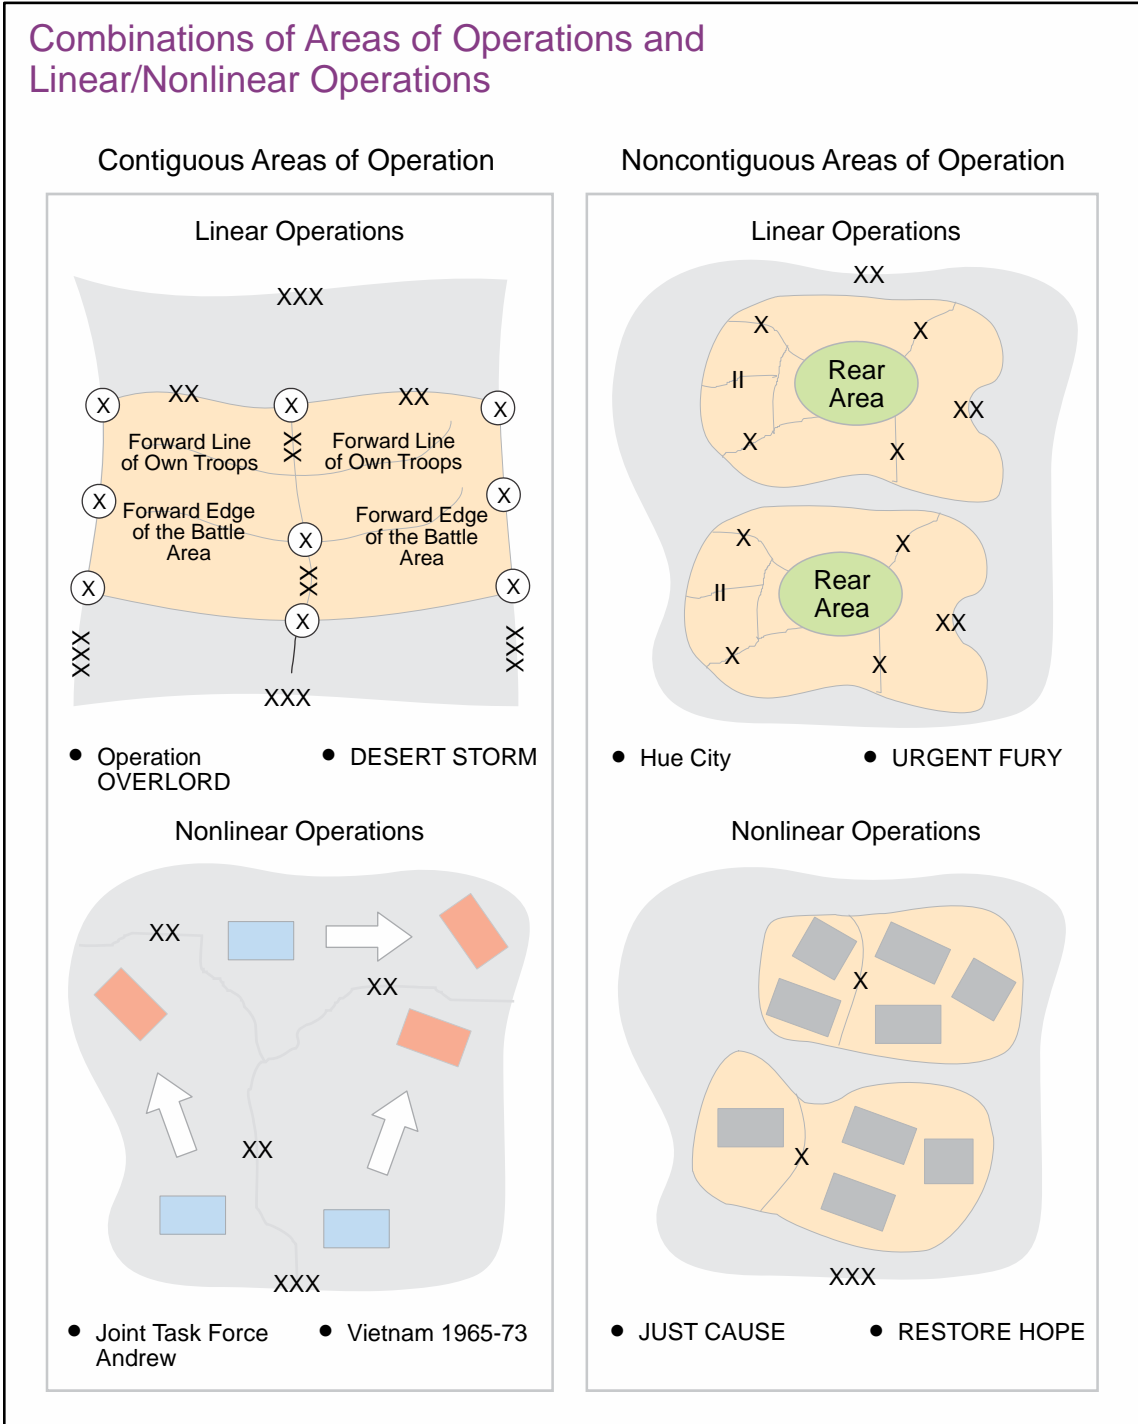 Combinations of Areas of Operations and
Linear/Nonlinear Operations
Contiguous Areas of Operation
Linear Operations
XXX
XX
XX
X
X
X
XX
Forward Line
of Own Troops
Forward Line
of Own Troops
X
X
Forward Edge
of the Battle
Area
Forward Edge
of the Battle
Area
X
XX
X
X
X
XXX
XXX
XXX
• Operation
OVERLORD
• DESERT STORM
Nonlinear Operations
XX
XX
XX
XXX
• Joint Task Force
Andrew
• Vietnam 1965-73
Noncontiguous Areas of Operation
Linear Operations
XX
X
X
Rear
Area
II
XX
X
X
X
X
Rear
Area
II
XX
X
X
• Hue City
• URGENT FURY
Nonlinear Operations
X
X
XXX
• JUST CAUSE
• RESTORE HOPE